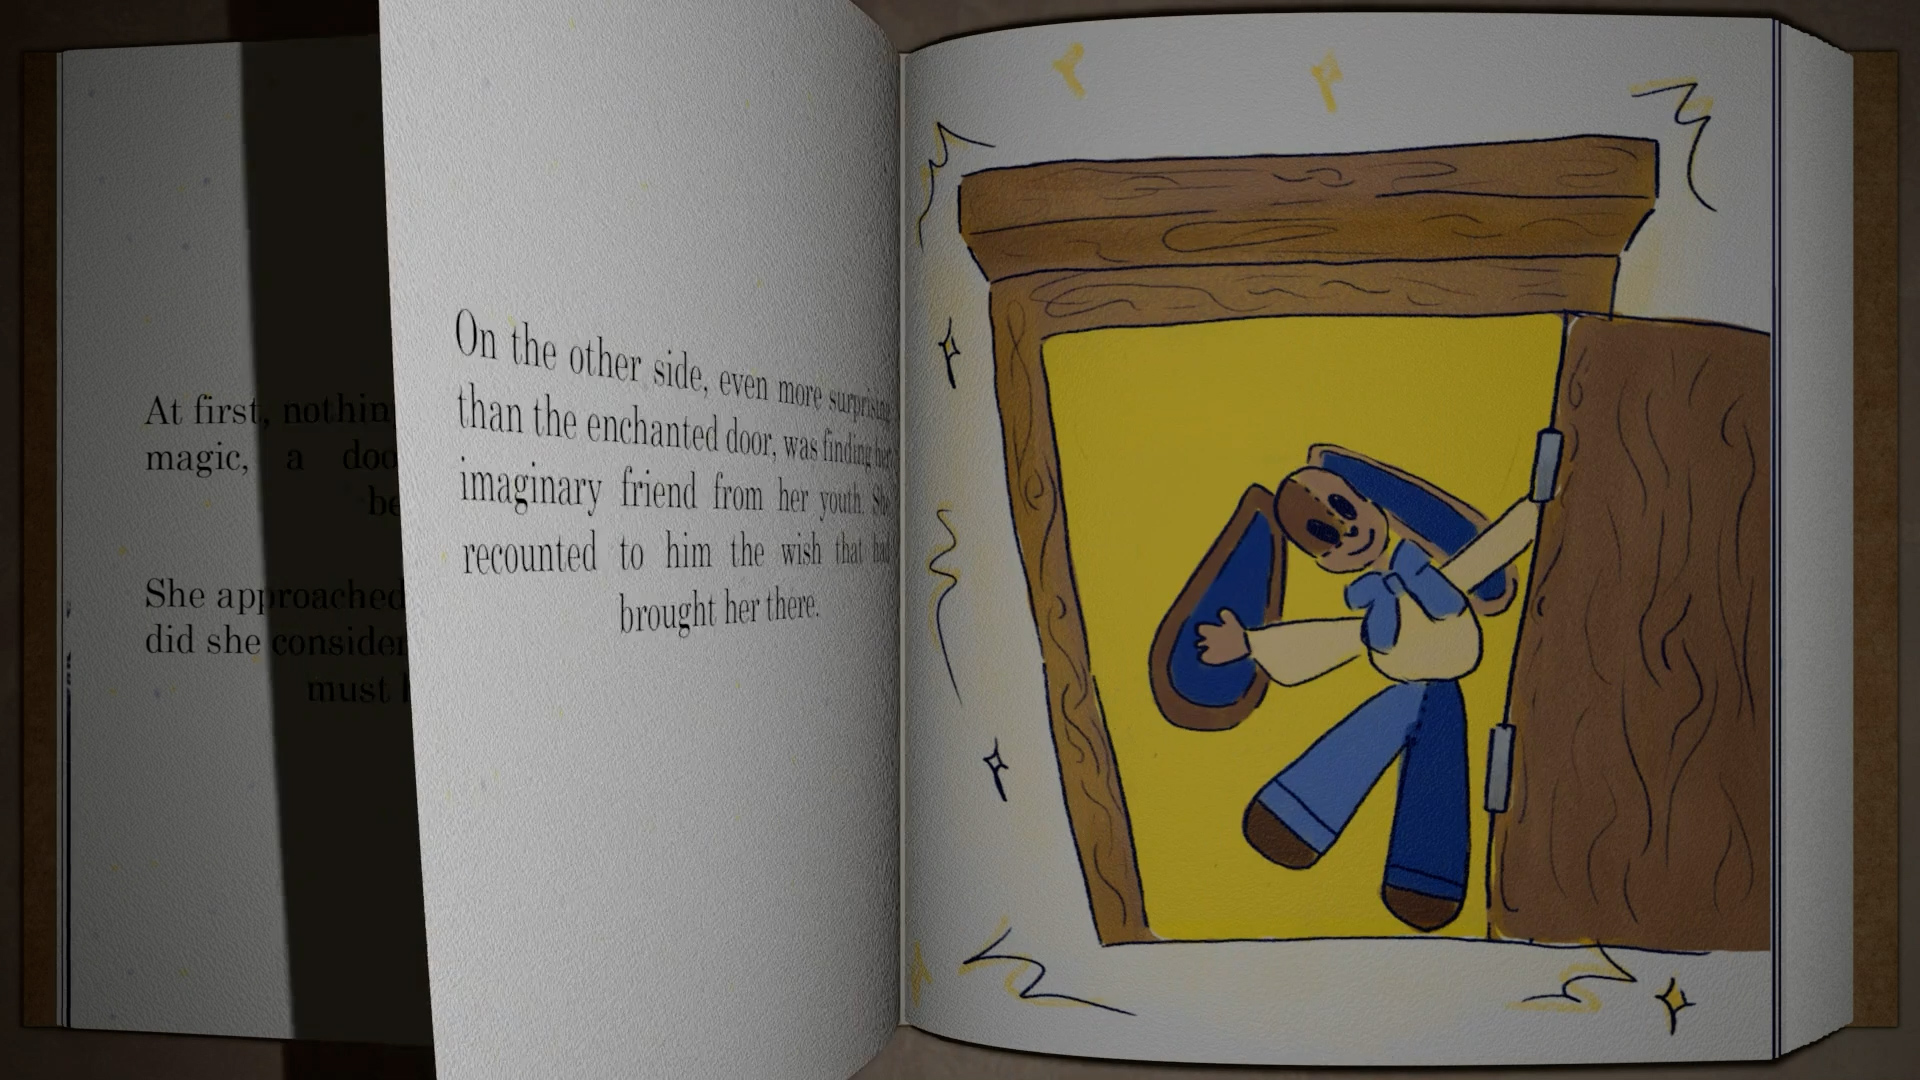 At first, nothin
magic, a doo
be
She approached
did she consider
must
On the other side, even more surprising
than the enchanted door, was finding her
imaginary friend from her youth. She
recounted to him the wish that had
brought her there.